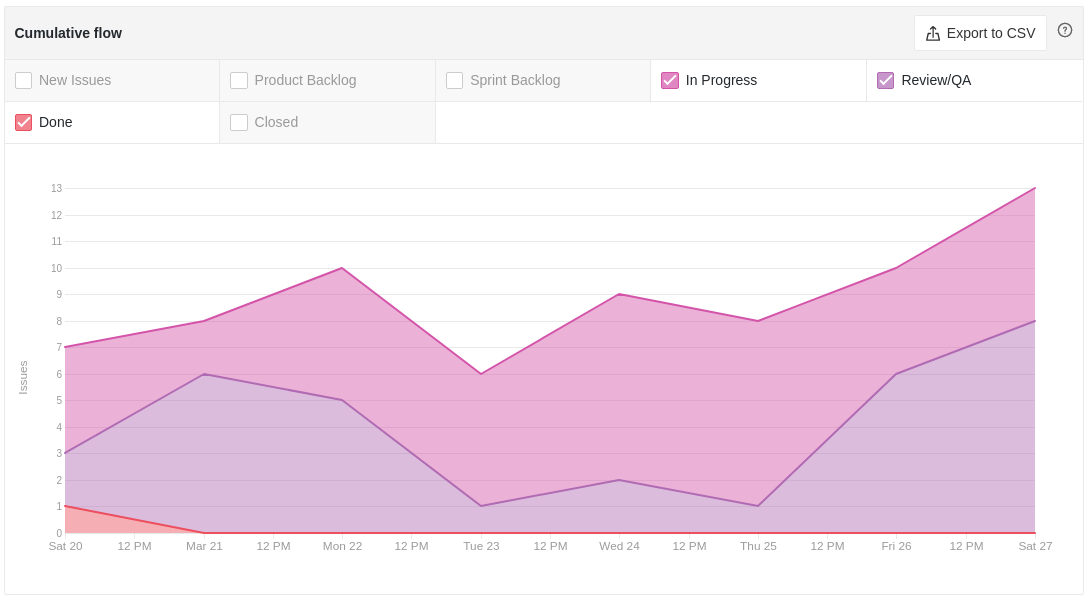 Cumulative flow
Export to CSV
?
New Issues
Product Backlog
Sprint Backlog
In Progress
Review/QA
Done
Closed
13
12
11
10
9
8
7
6
5
4
3
2
1
0
Issues
Sat 20
12 PM
Mar 21
12 PM
Mon 22
12 PM
Tue 23
12 PM
Wed 24
12 PM
Thu 25
12 PM
Fri 26
12 PM
Sat 27